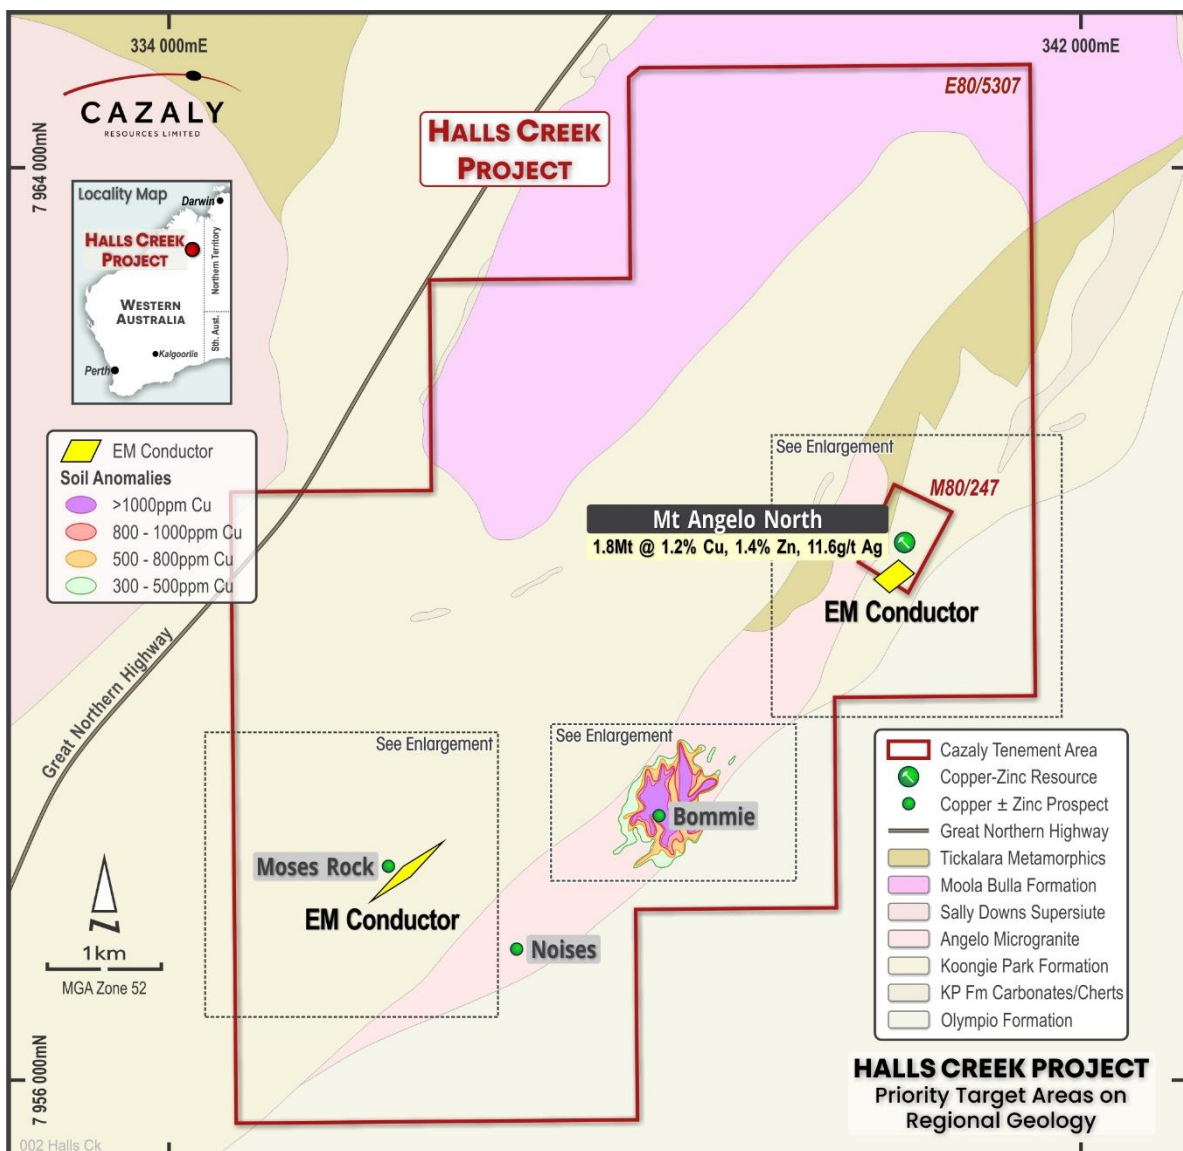 334 000mE
342 000mE
CAZALY
RESOURCES LIMITED
HALLS CREEK
PROJECT
E80/5307
7 964 000mN
Locality Map
Darwin
HALLS CREEK
PROJECT
Northern Territory
WESTERN
AUSTRALIA
Sth. Aust.
Kalgoorlie
Perth
EM Conductor
Soil Anomalies
>1000ppm Cu
800 - 1000ppm Cu
500 - 800ppm Cu
300 - 500ppm Cu
See Enlargement
M80/247
Mt Angelo North
1.8Mt @ 1.2% Cu, 1.4% Zn, 11.6g/t Ag
EM Conductor
Great Northern Highway
See Enlargement
See Enlargement
Bommie
Moses Rock
EM Conductor
Noises
N
1km
MGA Zone 52
Cazaly Tenement Area
Copper-Zinc Resource
Copper ± Zinc Prospect
Great Northern Highway
Tickalara Metamorphics
Moola Bulla Formation
Sally Downs Supersiute
Angelo Microgranite
Koongie Park Formation
KP Fm Carbonates/Cherts
Olympio Formation
7 956 000mN
HALLS CREEK PROJECT
Priority Target Areas on
Regional Geology
002 Halls Ck